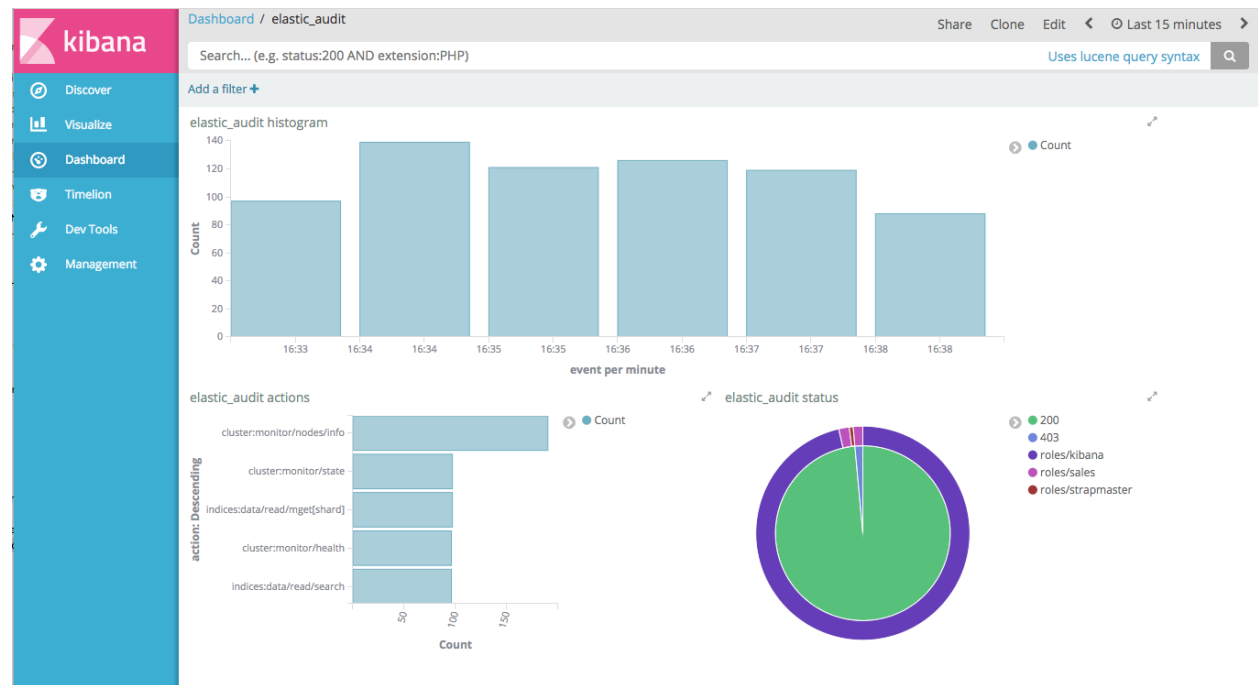 kibana
Discover
Visualize
Dashboard
Timelion
Dev Tools
Management
Dashboard / elastic_audit
Share Clone Edit Last 15 minutes
Search... (e.g. status:200 AND extension:PHP) Uses lucene query syntax
Add a filter +
elastic_audit histogram
140
120
100
80
60
40
20
0
Count
16:33 16:34 16:34 16:35 16:35 16:36 16:36 16:37 16:37 16:38 16:38
event per minute
Count
elastic_audit actions
action: Descending
cluster:monitor/nodes/info
cluster:monitor/state
indices:data/read/mget[shard]
cluster:monitor/health
indices:data/read/search
50 100 150
Count
Count
elastic_audit status
200
403
roles/kibana
roles/sales
roles/strapmaster